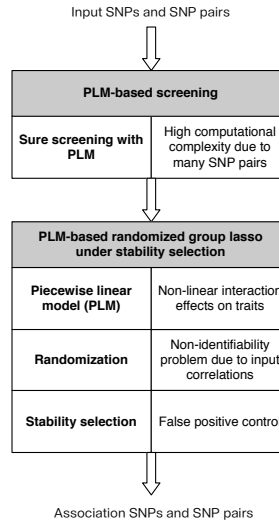 Input SNPs and SNP pairs
PLM-based screening
Sure screening with
PLM
High computational
complexity due to
many SNP pairs
PLM-based randomized group lasso
under stability selection
Piecewise linear
model (PLM)
Non-linear interaction
effects on traits
Randomization
Non-identifiability
problem due to input
correlations
Stability selection
False positive contro
Association SNPs and SNP pairs